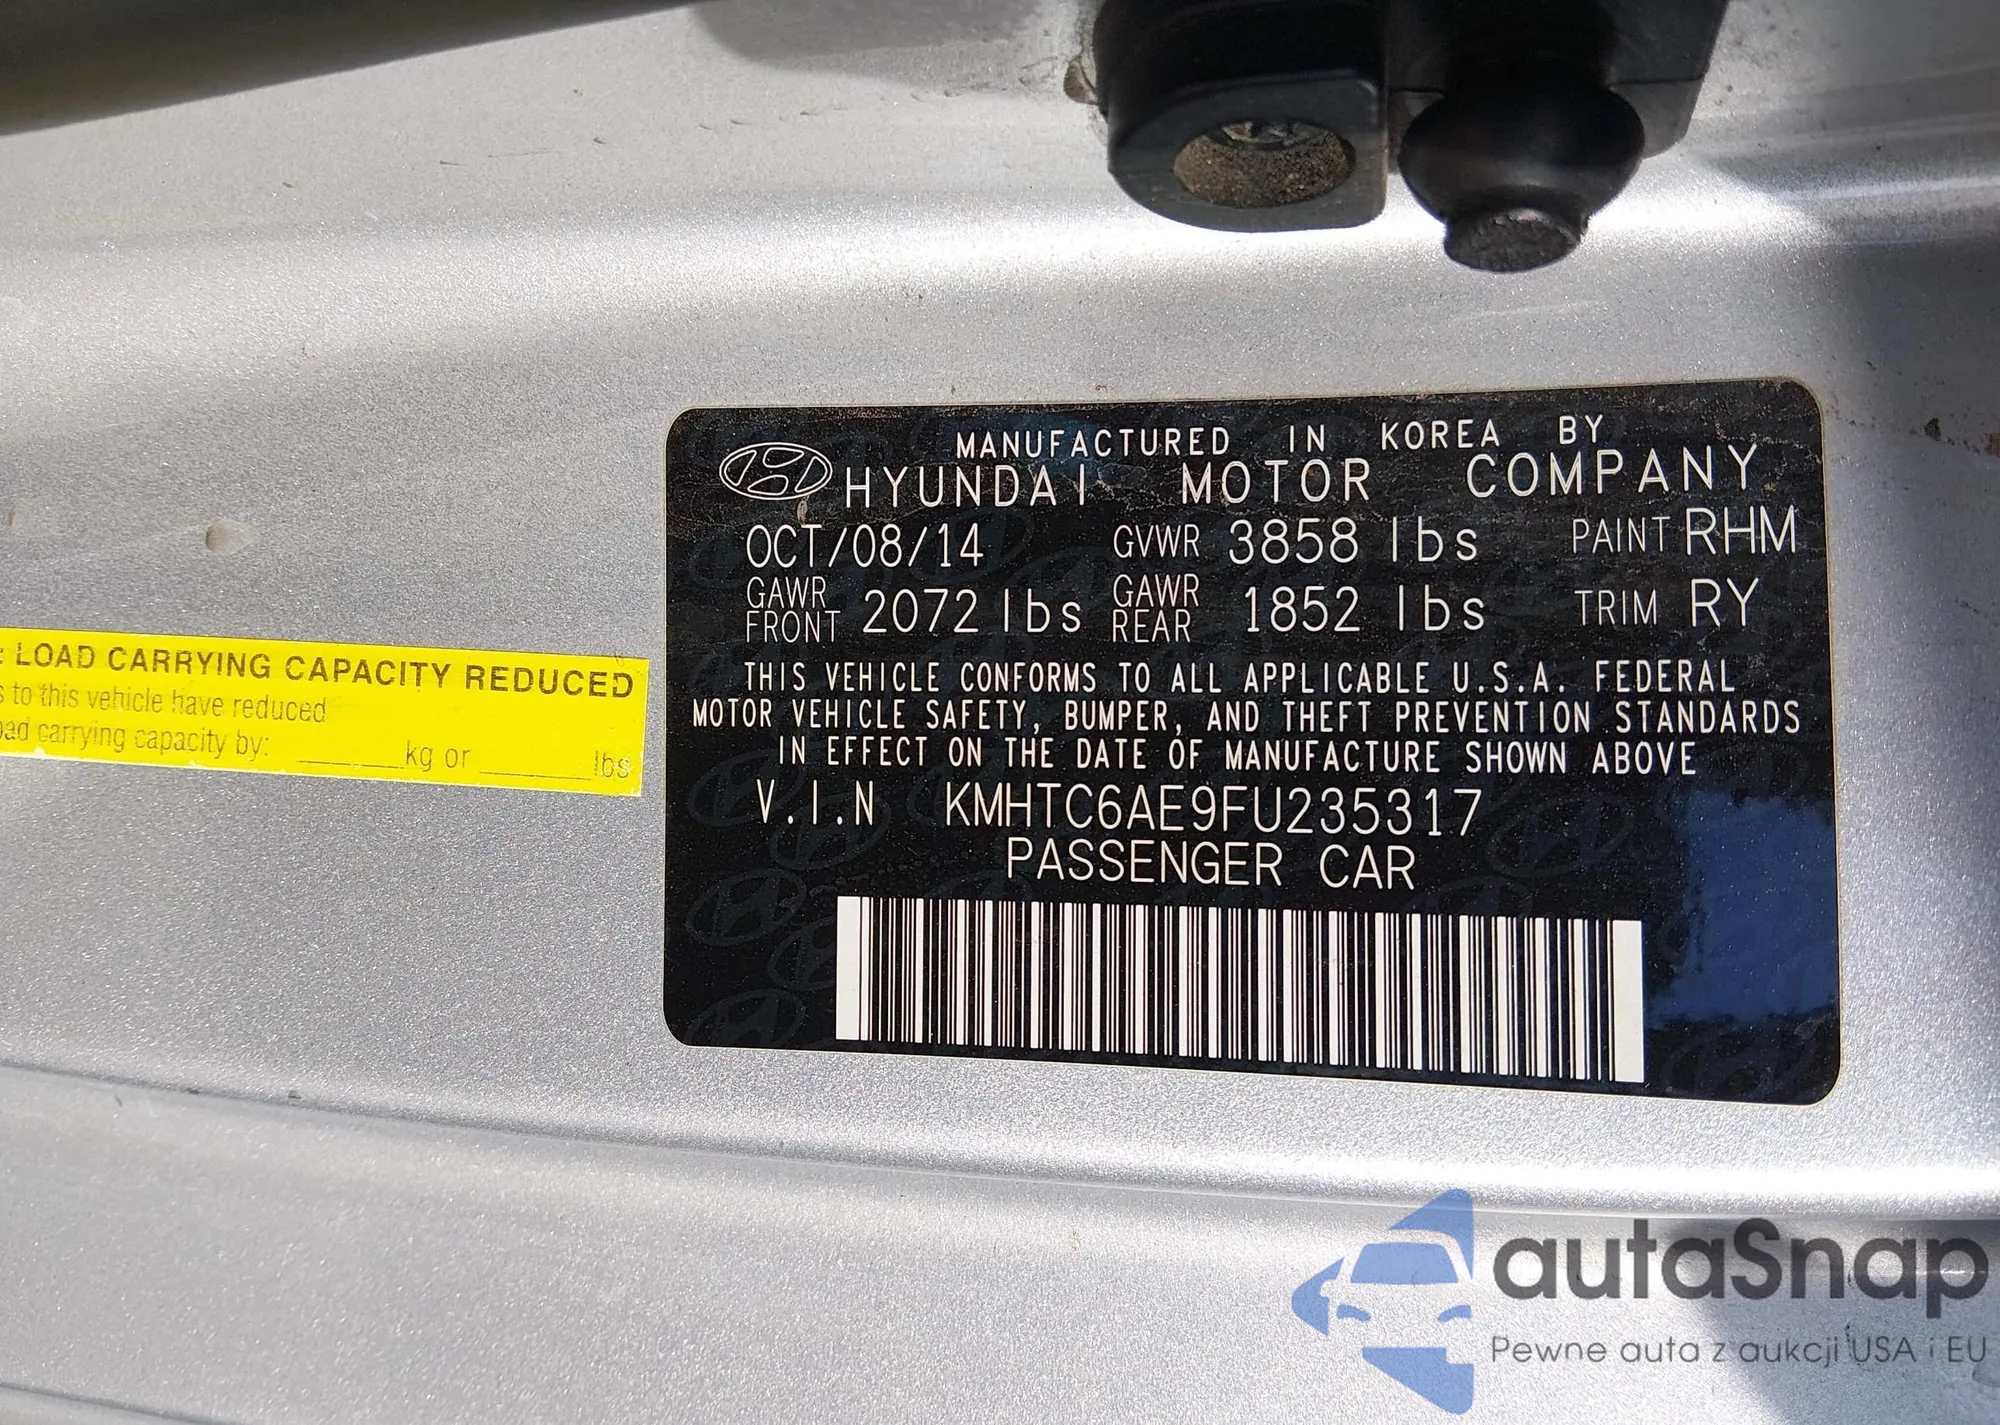 MANUFACTURED IN KOREA BY
HYUNDAI MOTOR COMPANY
OCT/08/14 GVWR 3858 lbs PAINT RHM
GAWR FRONT 2072 lbs GAWR REAR 1852 lbs TRIM RY
THIS VEHICLE CONFORMS TO ALL APPLICABLE U.S.A. FEDERAL
MOTOR VEHICLE SAFETY, BUMPER, AND THEFT PREVENTION STANDARDS
IN EFFECT ON THE DATE OF MANUFACTURE SHOWN ABOVE
V.I.N KMHTC6AE9FU235317
PASSENGER CAR
: LOAD CARRYING CAPACITY REDUCED
to this vehicle have reduced
carrying capacity by: ______kg or ______lbs
autaSnap
Pewne auta z aukcji USA i EU